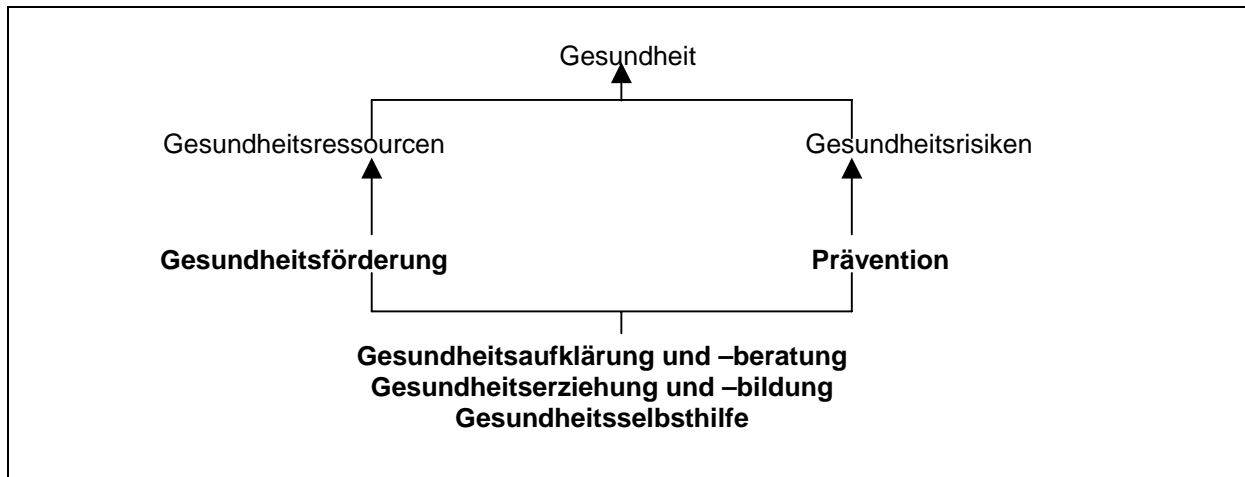 Gesundheit
Gesundheitsressourcen Gesundheitsrisiken
Gesundheitsförderung Prävention
Gesundheitsaufklärung und –beratung
Gesundheitserziehung und –bildung
Gesundheitsselbsthilfe